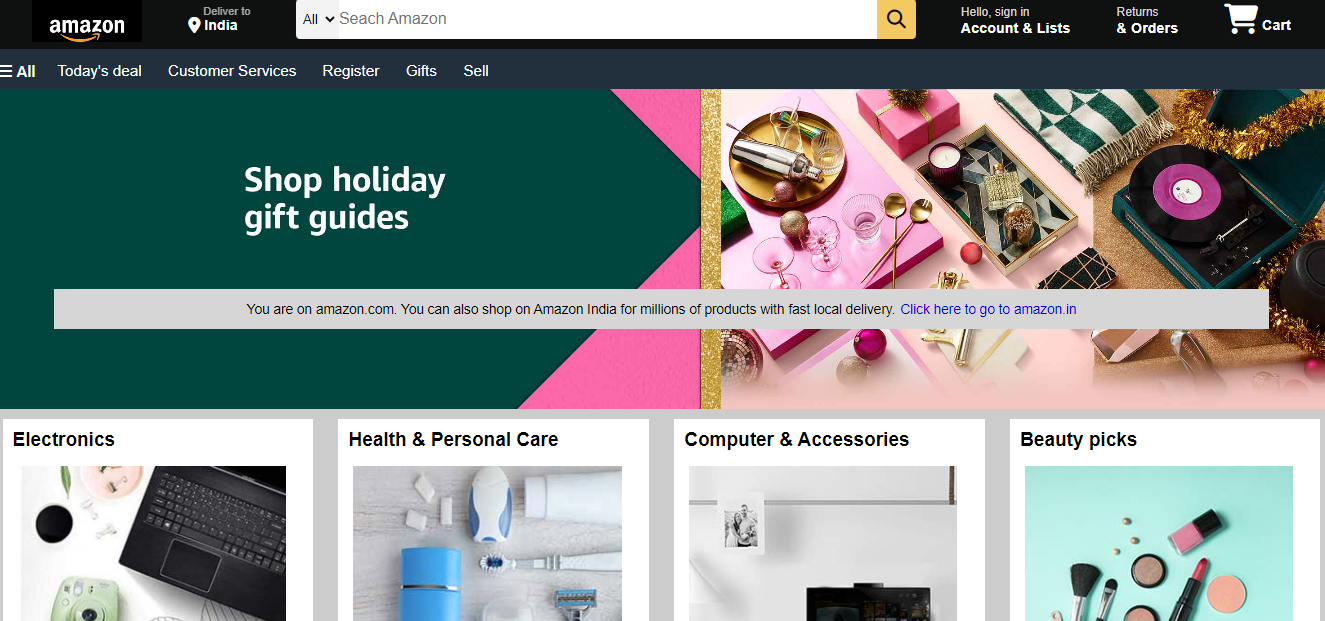 amazon
Deliver to
India
All
Seach Amazon
Hello, sign in
Account & Lists
Returns
& Orders
Cart
All
Today's deal
Customer Services
Register
Gifts
Sell
Shop holiday
gift guides
You are on amazon.com. You can also shop on Amazon India for millions of products with fast local delivery. Click here to go to amazon.in
Electronics
Health & Personal Care
Computer & Accessories
Beauty picks